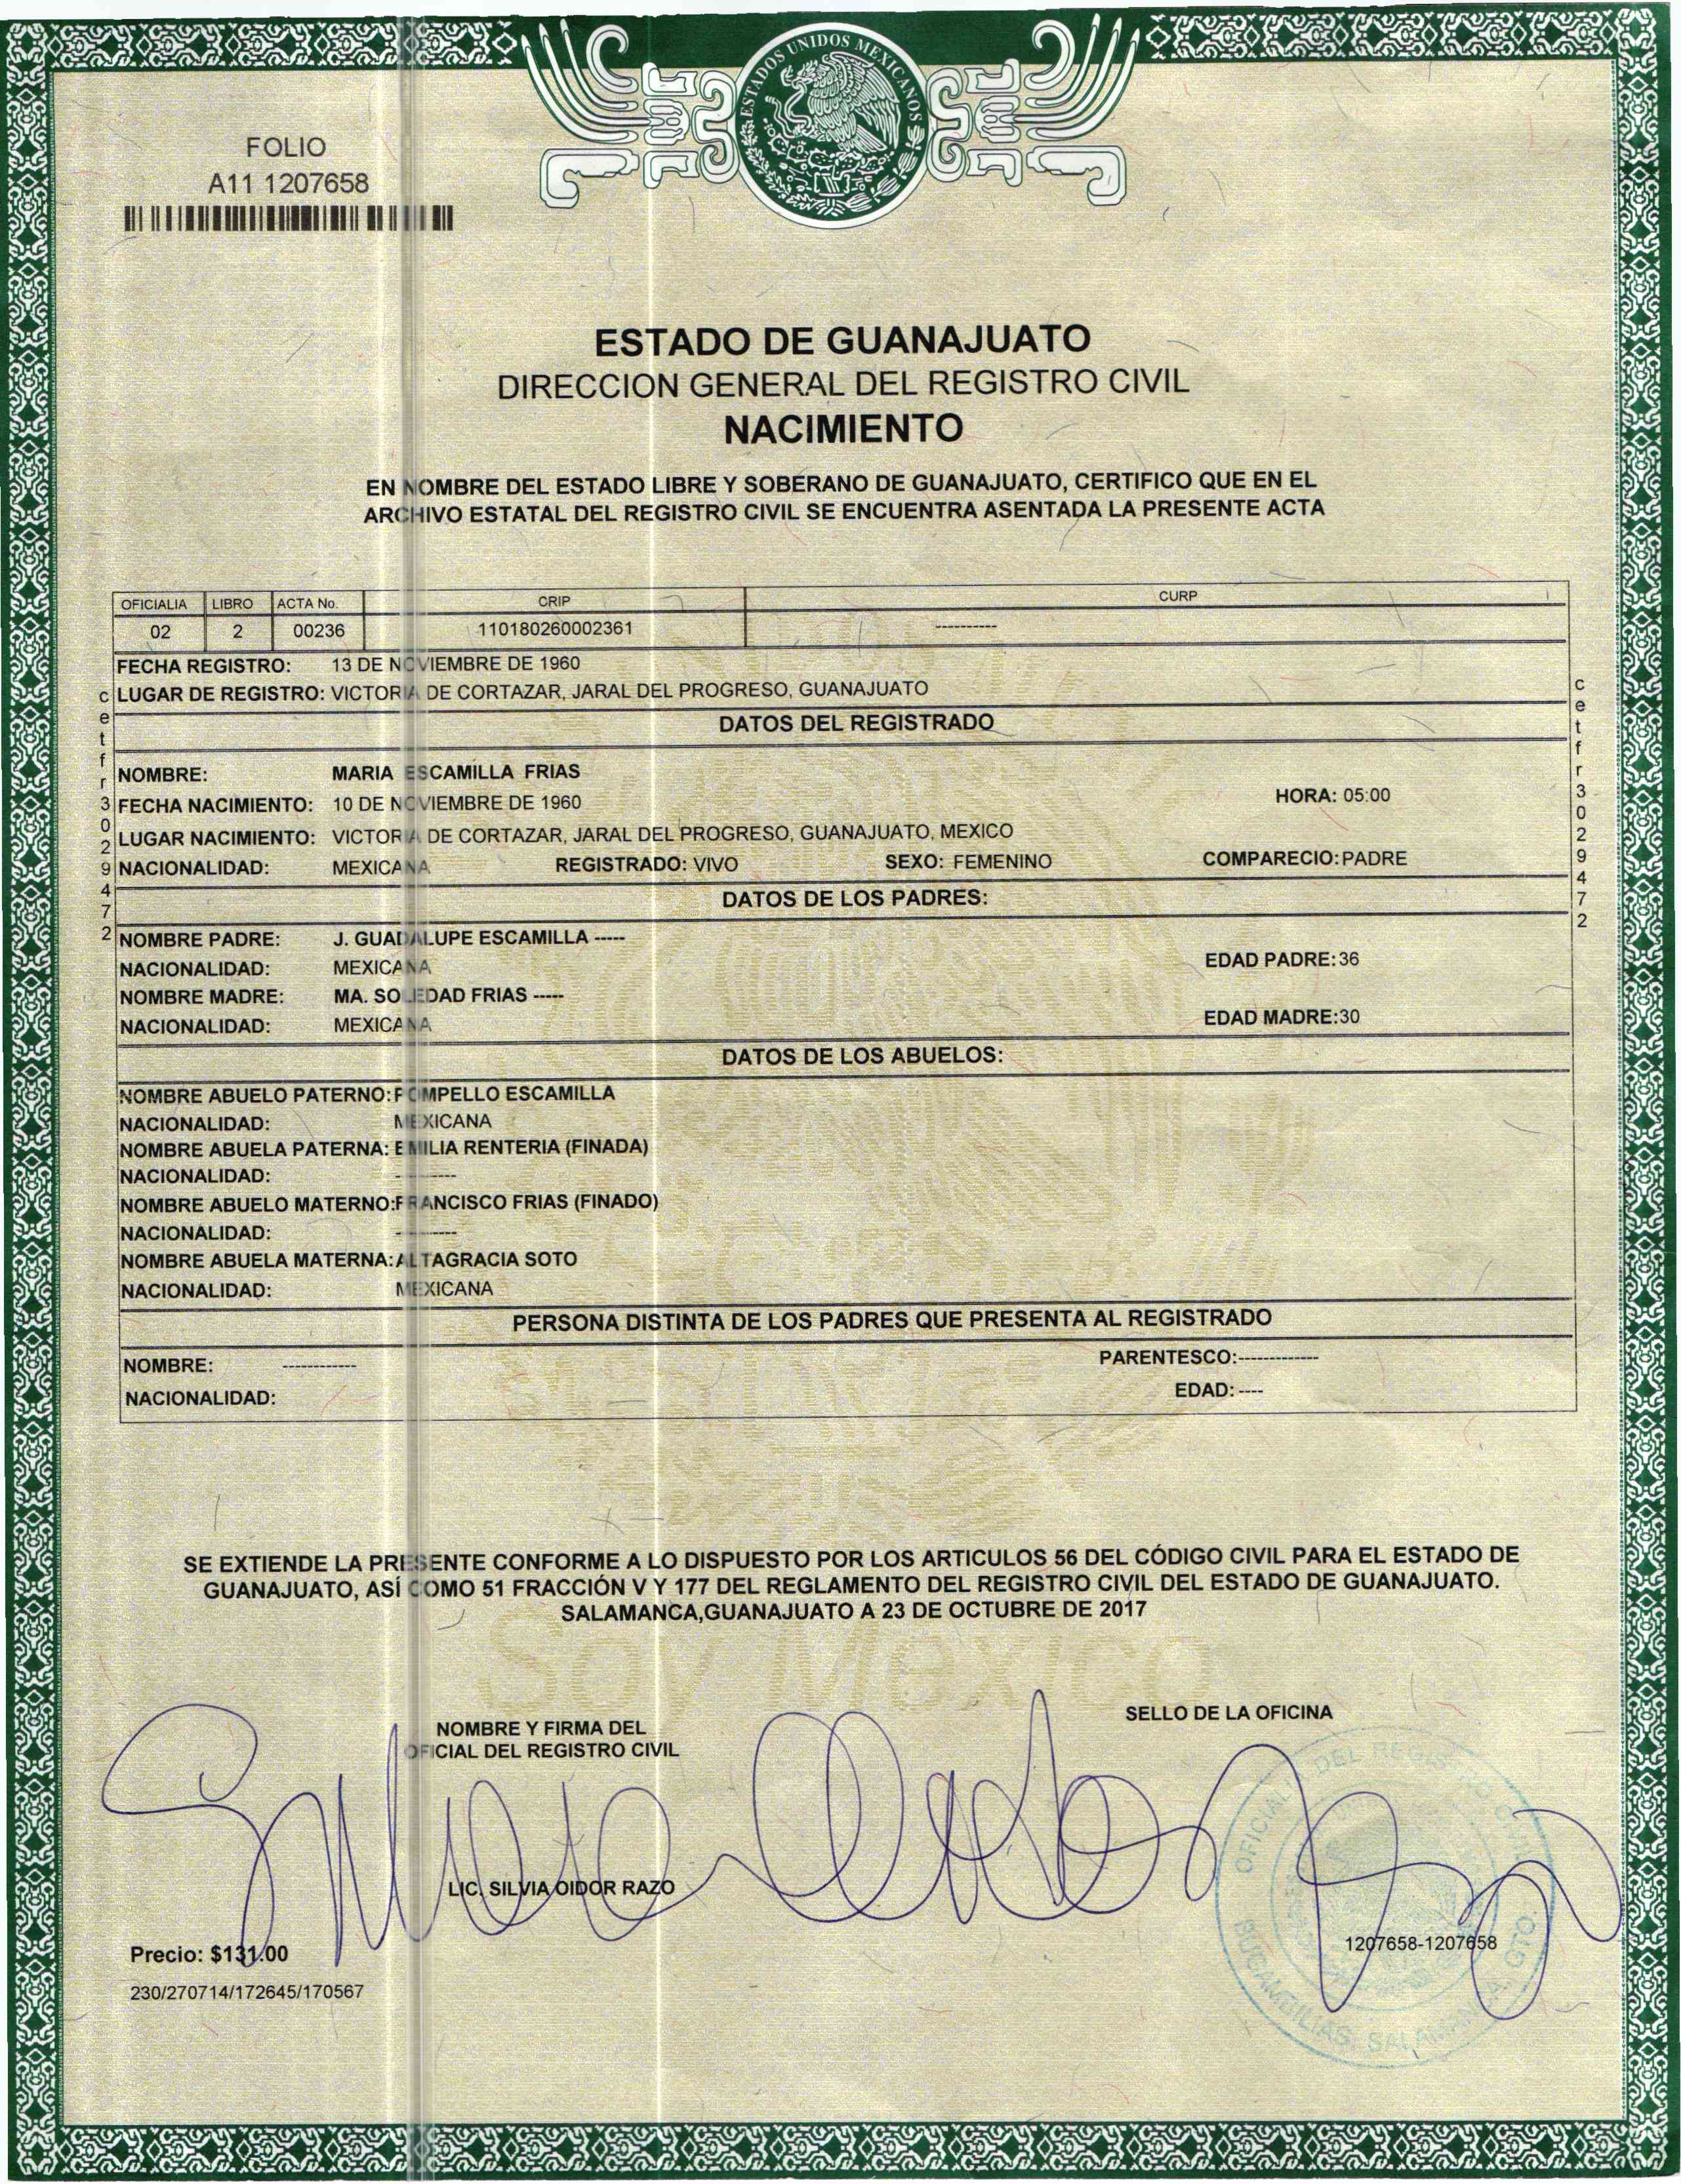 ESTADOS UNIDOS MEXICANOS
FOLIO
A11 1207658
ESTADO DE GUANAJUATO
DIRECCION GENERAL DEL REGISTRO CIVIL
NACIMIENTO
EN NOMBRE DEL ESTADO LIBRE Y SOBERANO DE GUANAJUATO, CERTIFICO QUE EN EL
ARCHIVO ESTATAL DEL REGISTRO CIVIL SE ENCUENTRA ASENTADA LA PRESENTE ACTA
OFICIALIA LIBRO ACTA No. CRIP CURP
02 2 00236 110180260002361 ----------
FECHA REGISTRO: 13 DE NOVIEMBRE DE 1960
LUGAR DE REGISTRO: VICTORIA DE CORTAZAR, JARAL DEL PROGRESO, GUANAJUATO
cetfr30229472
cetfr30229472
DATOS DEL REGISTRADO
NOMBRE: MARIA ESCAMILLA FRIAS
FECHA NACIMIENTO: 10 DE NOVIEMBRE DE 1960 HORA: 05:00
LUGAR NACIMIENTO: VICTORIA DE CORTAZAR, JARAL DEL PROGRESO, GUANAJUATO, MEXICO
NACIONALIDAD: MEXICANA REGISTRADO: VIVO SEXO: FEMENINO COMPARECIO: PADRE
DATOS DE LOS PADRES:
NOMBRE PADRE: J. GUADALUPE ESCAMILLA -----
NACIONALIDAD: MEXICANA EDAD PADRE: 36
NOMBRE MADRE: MA. SOLEDAD FRIAS -----
NACIONALIDAD: MEXICANA EDAD MADRE: 30
DATOS DE LOS ABUELOS:
NOMBRE ABUELO PATERNO: POMPELLO ESCAMILLA
NACIONALIDAD: MEXICANA
NOMBRE ABUELA PATERNA: EMILIA RENTERIA (FINADA)
NACIONALIDAD: ----------
NOMBRE ABUELO MATERNO: FRANCISCO FRIAS (FINADO)
NACIONALIDAD: ----------
NOMBRE ABUELA MATERNA: ALTAGRACIA SOTO
NACIONALIDAD: MEXICANA
PERSONA DISTINTA DE LOS PADRES QUE PRESENTA AL REGISTRADO
NOMBRE: ------------ PARENTESCO:-------------
NACIONALIDAD: EDAD: ----
SE EXTIENDE LA PRESENTE CONFORME A LO DISPUESTO POR LOS ARTICULOS 56 DEL CÓDIGO CIVIL PARA EL ESTADO DE
GUANAJUATO, ASÍ COMO 51 FRACCIÓN V Y 177 DEL REGLAMENTO DEL REGISTRO CIVIL DEL ESTADO DE GUANAJUATO.
SALAMANCA,GUANAJUATO A 23 DE OCTUBRE DE 2017
Soy México
NOMBRE Y FIRMA DEL
OFICIAL DEL REGISTRO CIVIL
SELLO DE LA OFICINA
LIC. SILVIA OIDOR RAZO
DEL REGISTRO CIVIL
SALAMANCA, GTO.
1207658-1207658
Precio: $131.00
230/270714/172645/170567